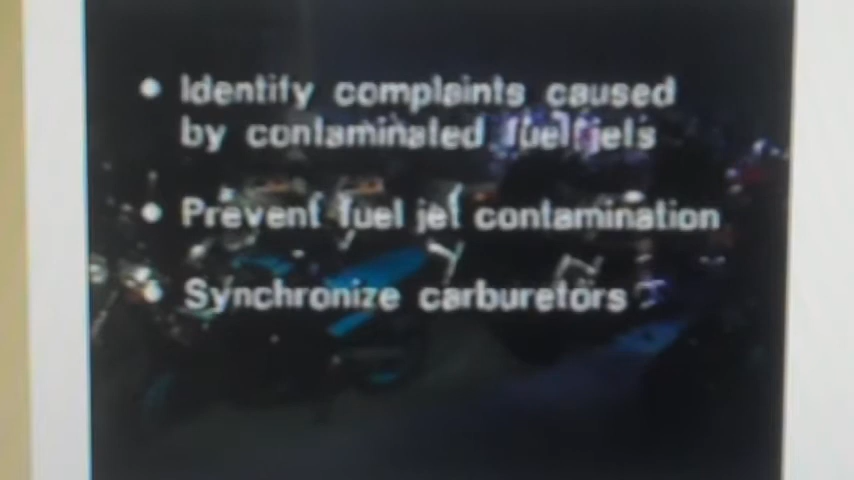 • Identify complaints caused
by contaminated fuel jets
• Prevent fuel jet contamination
• Synchronize carburetors